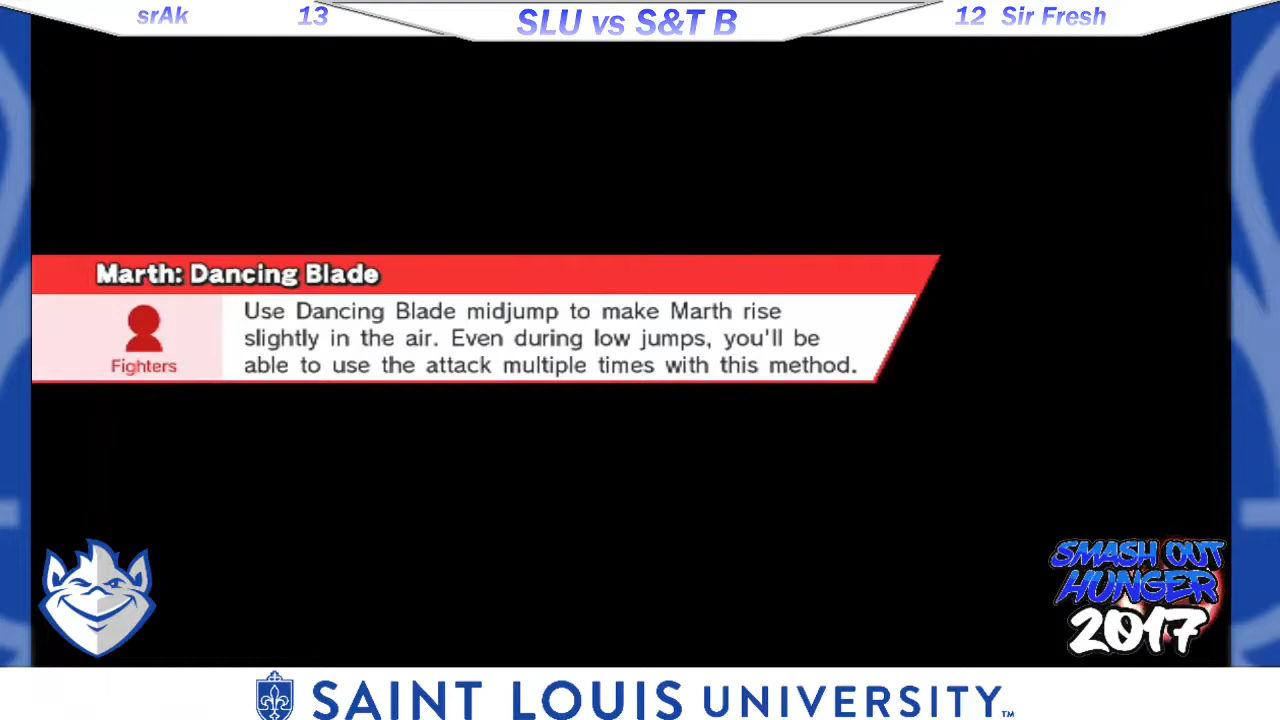 srAk 13 SLU vs S&T B 12 Sir Fresh
Marth: Dancing Blade
Use Dancing Blade midjump to make Marth rise
slightly in the air. Even during low jumps, you'll be
able to use the attack multiple times with this method.
Fighters
SMASH OUT
HUNGER
2017
SAINT LOUIS UNIVERSITY™